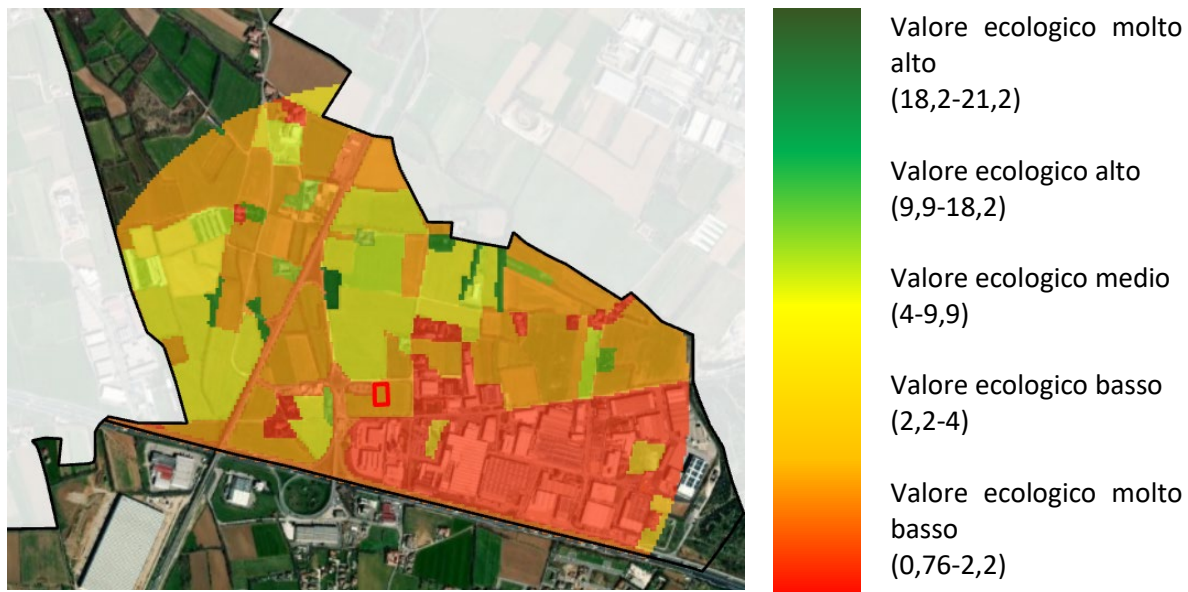 Valore ecologico molto
alto
(18,2-21,2)
Valore ecologico alto
(9,9-18,2)
Valore ecologico medio
(4-9,9)
Valore ecologico basso
(2,2-4)
Valore ecologico molto
basso
(0,76-2,2)